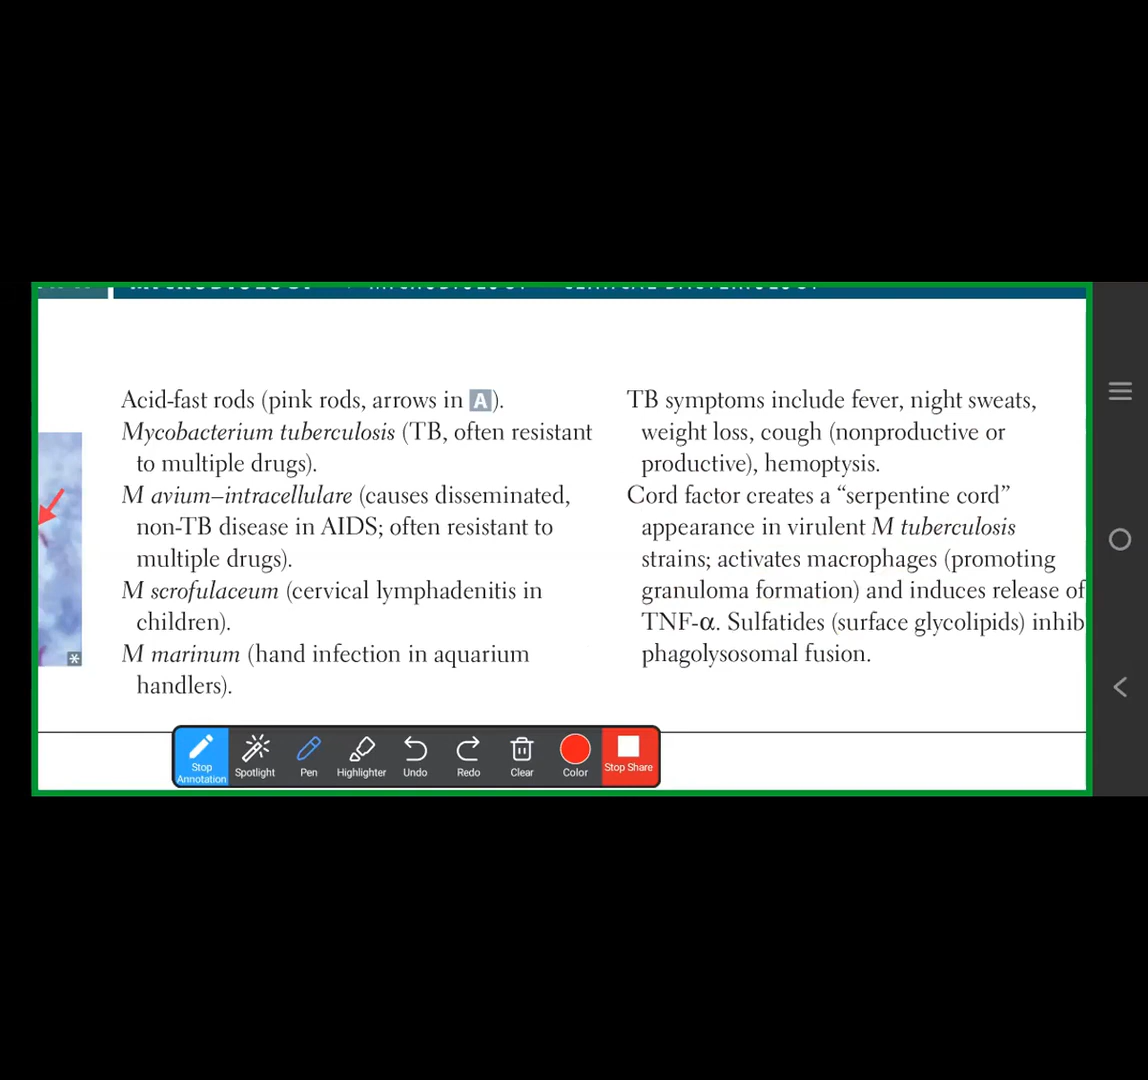 Acid-fast rods (pink rods, arrows in A).
Mycobacterium tuberculosis (TB, often resistant
to multiple drugs).
M avium–intracellulare (causes disseminated,
non-TB disease in AIDS; often resistant to
multiple drugs).
M scrofulaceum (cervical lymphadenitis in
children).
M marinum (hand infection in aquarium
handlers).
TB symptoms include fever, night sweats,
weight loss, cough (nonproductive or
productive), hemoptysis.
Cord factor creates a “serpentine cord”
appearance in virulent M tuberculosis
strains; activates macrophages (promoting
granuloma formation) and induces release of
TNF-α. Sulfatides (surface glycolipids) inhib
phagolysosomal fusion.
Stop Annotation
Spotlight
Pen
Highlighter
Undo
Redo
Clear
Color
Stop Share